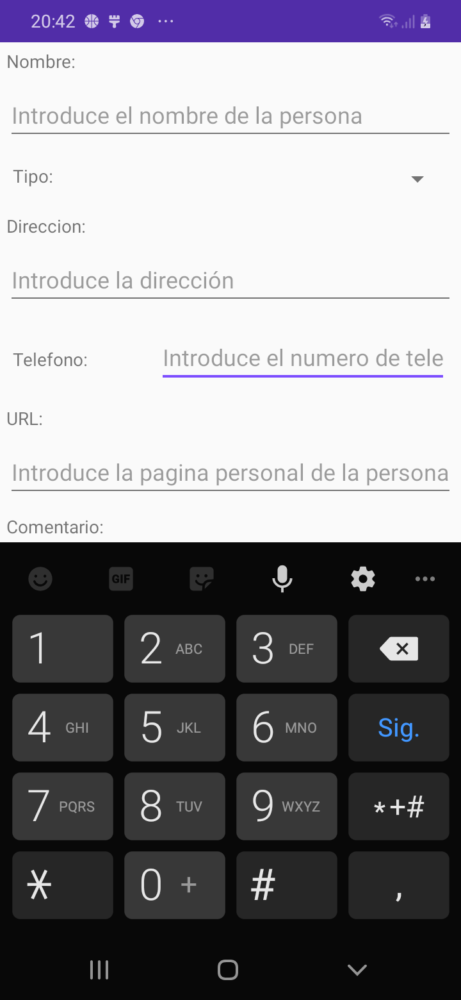 20:42
Nombre:
Introduce el nombre de la persona
Tipo:
Direccion:
Introduce la dirección
Telefono: Introduce el numero de tele
URL:
Introduce la pagina personal de la persona
Comentario:
GIF
1 2 ABC 3 DEF
4 GHI 5 JKL 6 MNO Sig.
7 PQRS 8 TUV 9 WXYZ *+#
* 0 + # ,